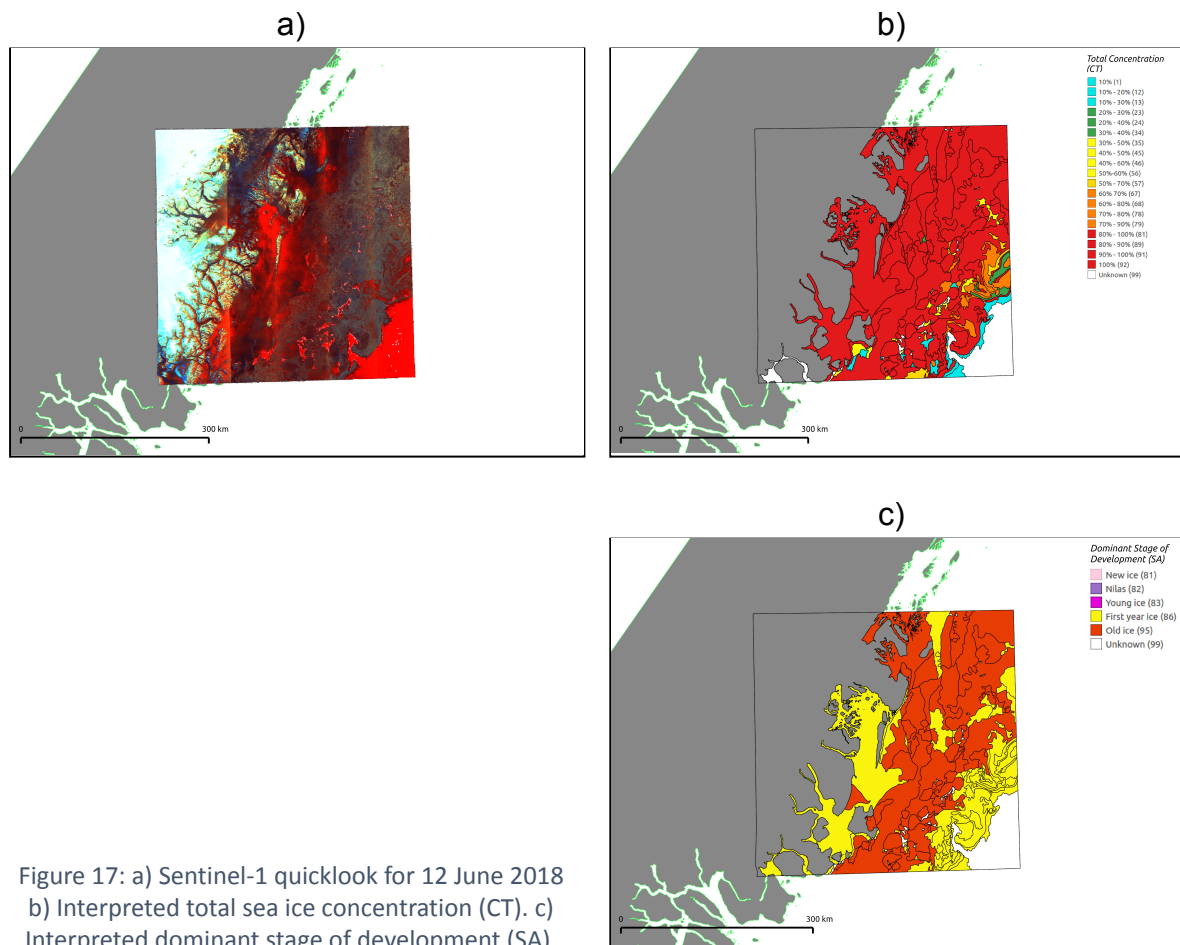 a)
b)
Total Concentration
(CT)
10% (1)
10% - 20% (12)
10% - 30% (13)
20% - 30% (23)
20% - 40% (24)
30% - 40% (34)
30% - 50% (35)
40% - 50% (45)
40% - 60% (46)
50%-60% (56)
50% - 70% (57)
60% 70% (67)
60% - 80% (68)
70% - 80% (78)
70% - 90% (79)
80% - 100% (81)
80% - 90% (89)
90% - 100% (91)
100% (92)
Unknown (99)
0 300 km
0 300 km
c)
Dominant Stage of
Development (SA)
New ice (81)
Nilas (82)
Young ice (83)
First year ice (86)
Old ice (95)
Unknown (99)
0 300 km
Figure 17: a) Sentinel-1 quicklook for 12 June 2018
b) Interpreted total sea ice concentration (CT). c)
Interpreted dominant stage of development (SA)